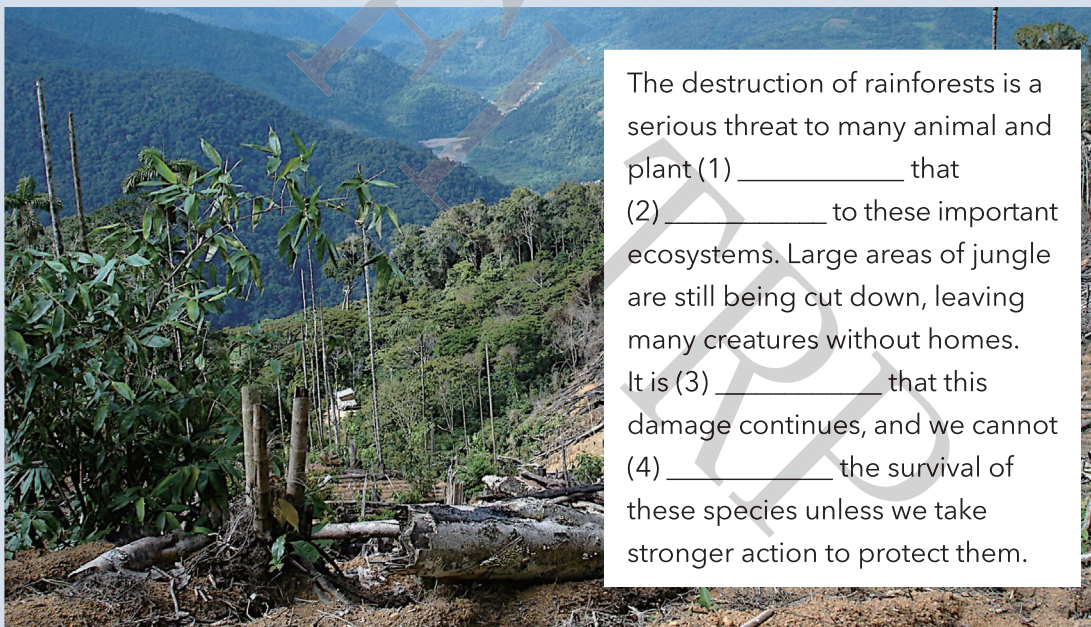 The destruction of rainforests is a
serious threat to many animal and
plant (1) ____________ that
(2) ____________ to these important
ecosystems. Large areas of jungle
are still being cut down, leaving
many creatures without homes.
It is (3) ____________ that this
damage continues, and we cannot
(4) ____________ the survival of
these species unless we take
stronger action to protect them.